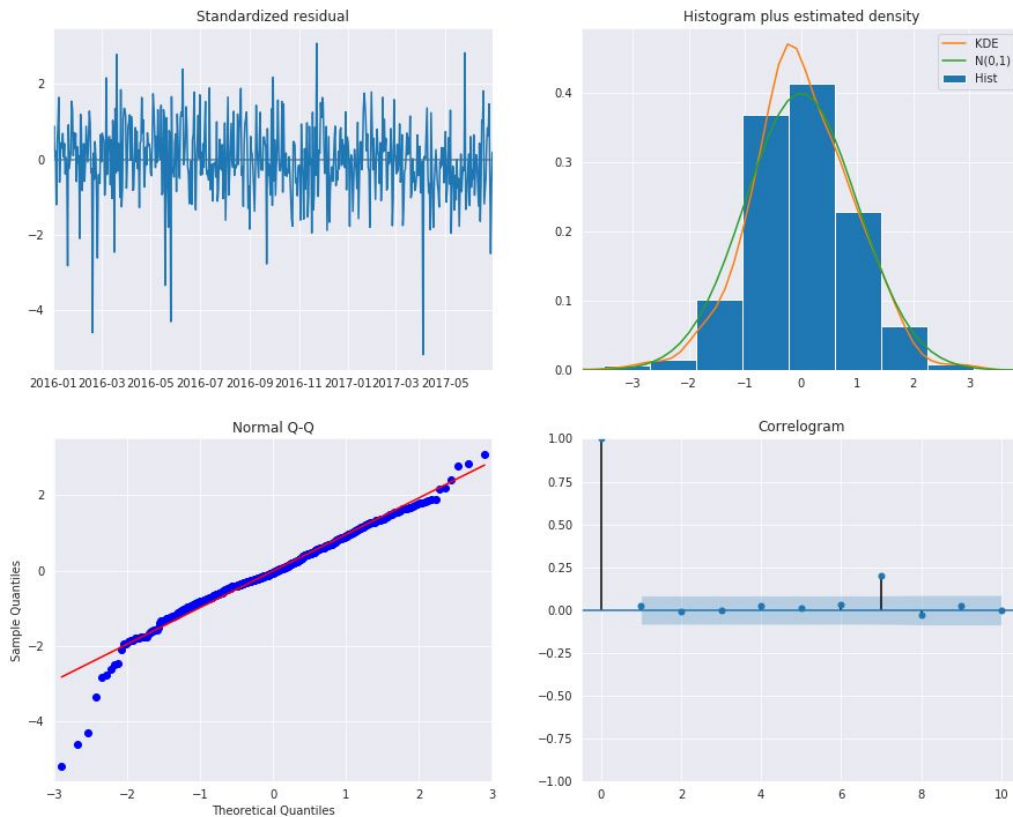 Standardized residual
2
0
−2
−4
2016-01 2016-03 2016-05 2016-07 2016-09 2016-11 2017-01 2017-03 2017-05
Histogram plus estimated density
KDE
N(0,1)
Hist
0.4
0.3
0.2
0.1
0.0
−3 −2 −1 0 1 2 3
Normal Q-Q
Sample Quantiles
2
0
−2
−4
−3 −2 −1 0 1 2 3
Theoretical Quantiles
Correlogram
1.00
0.75
0.50
0.25
0.00
−0.25
−0.50
−0.75
−1.00
0 2 4 6 8 10